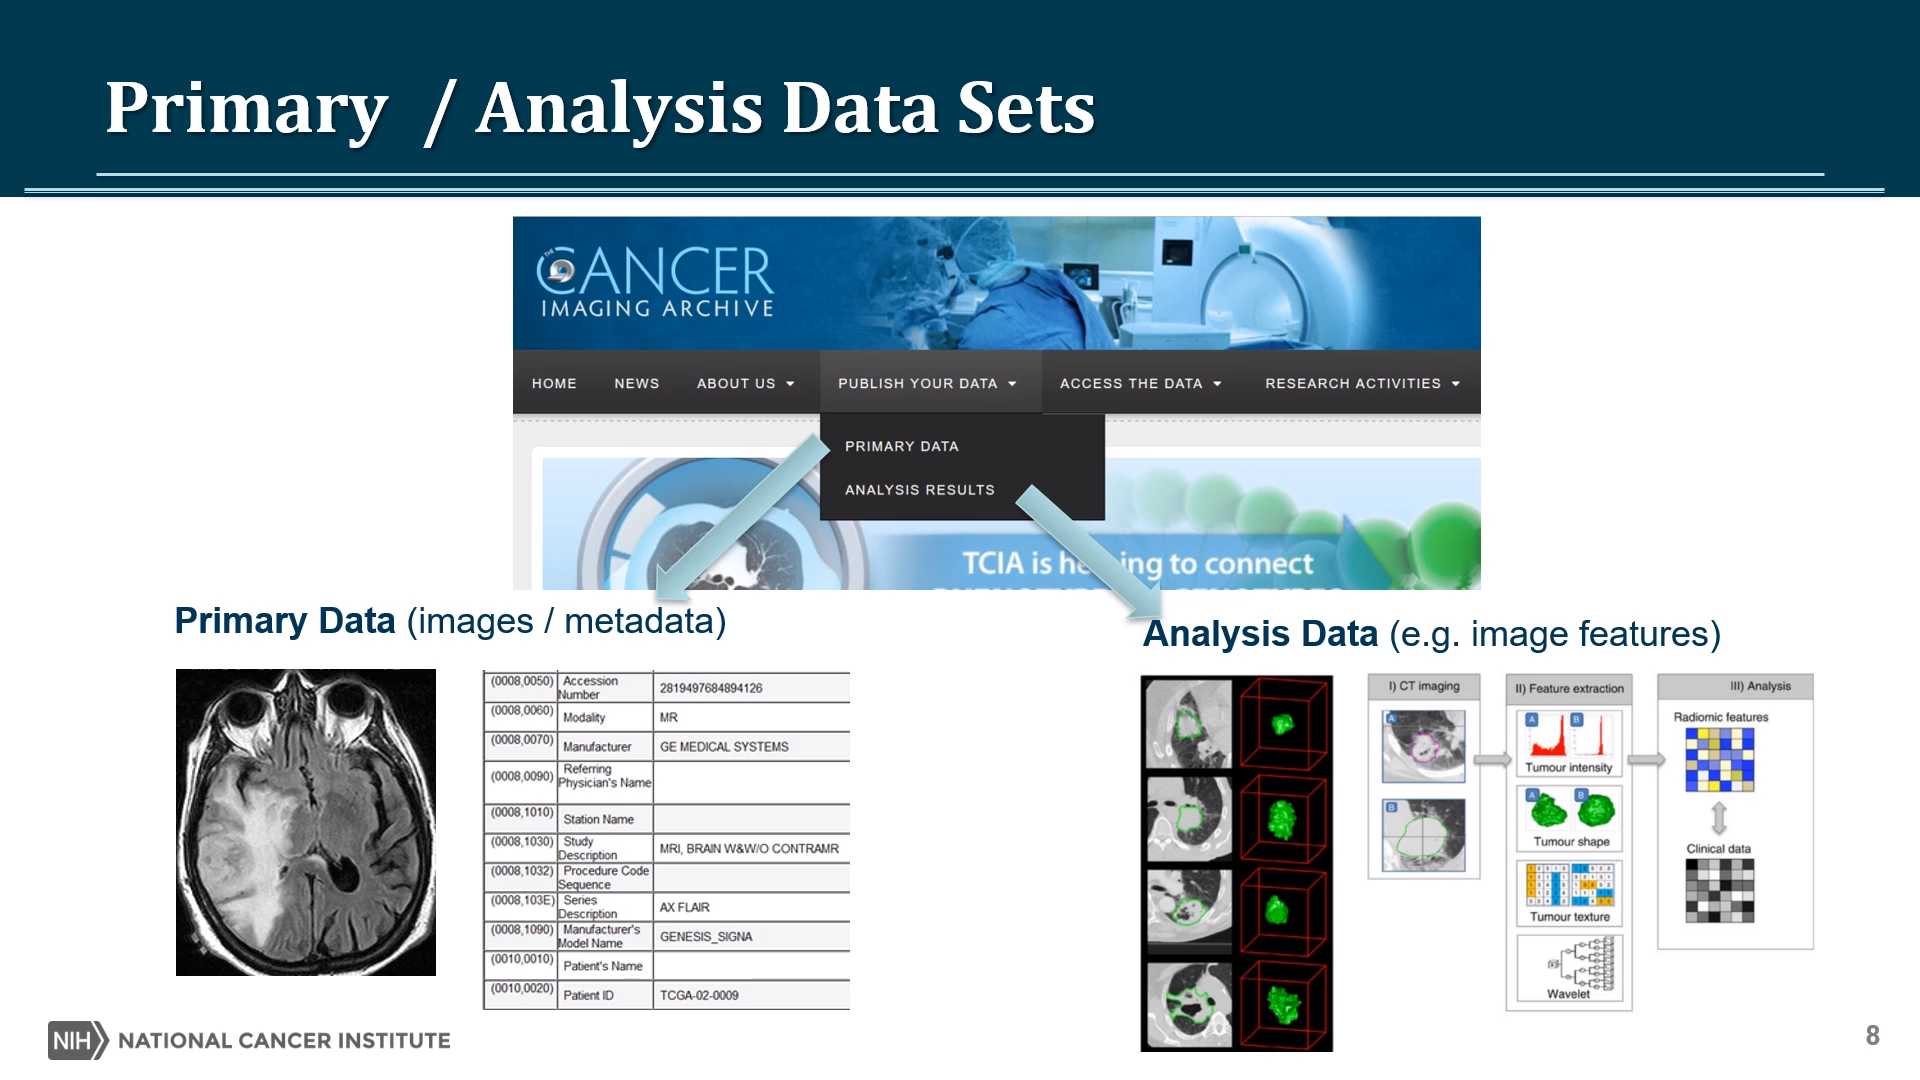 Primary / Analysis Data Sets
THE
CANCER
IMAGING ARCHIVE
HOME NEWS ABOUT US PUBLISH YOUR DATA ACCESS THE DATA RESEARCH ACTIVITIES
PRIMARY DATA
ANALYSIS RESULTS
TCIA is he ing to connect
Primary Data (images / metadata)
Analysis Data (e.g. image features)
(0008,0050) Accession Number 2819497684894126
(0008,0060) Modality MR
(0008,0070) Manufacturer GE MEDICAL SYSTEMS
(0008,0090) Referring Physician's Name
(0008,1010) Station Name
(0008,1030) Study Description MRI, BRAIN W&W/O CONTRAMR
(0008,1032) Procedure Code Sequence
(0008,103E) Series Description AX FLAIR
(0008,1090) Manufacturer's Model Name GENESIS_SIGNA
(0010,0010) Patient's Name
(0010,0020) Patient ID TCGA-02-0009
I) CT imaging
A
B
II) Feature extraction
A B
Tumour intensity
A B
Tumour shape
Tumour texture
Wavelet
III) Analysis
Radiomic features
Clinical data
NIH NATIONAL CANCER INSTITUTE
8